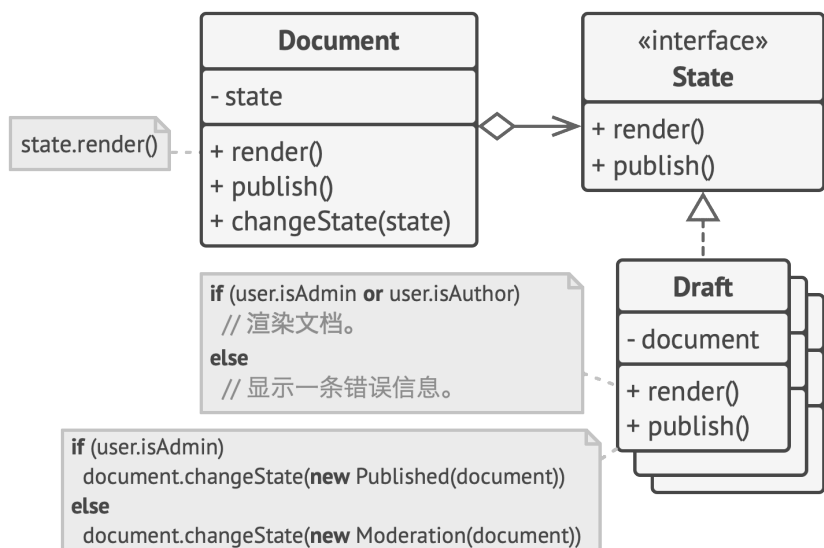 Document
- state
+ render()
+ publish()
+ changeState(state)
«interface»
State
+ render()
+ publish()
state.render()
Draft
- document
+ render()
+ publish()
if (user.isAdmin or user.isAuthor)
// 渲染文档。
else
// 显示一条错误信息。
if (user.isAdmin)
document.changeState(new Published(document))
else
document.changeState(new Moderation(document))